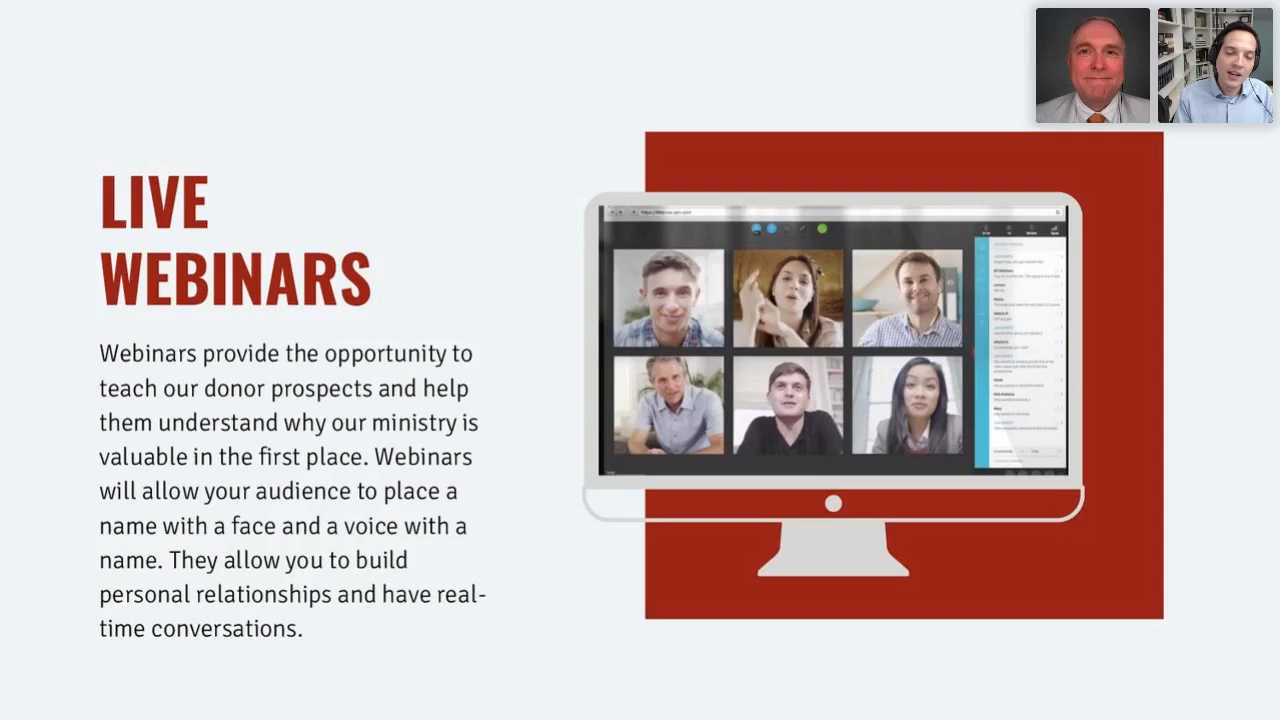 LIVE
WEBINARS
Webinars provide the opportunity to
teach our donor prospects and help
them understand why our ministry is
valuable in the first place. Webinars
will allow your audience to place a
name with a face and a voice with a
name. They allow you to build
personal relationships and have real-
time conversations.